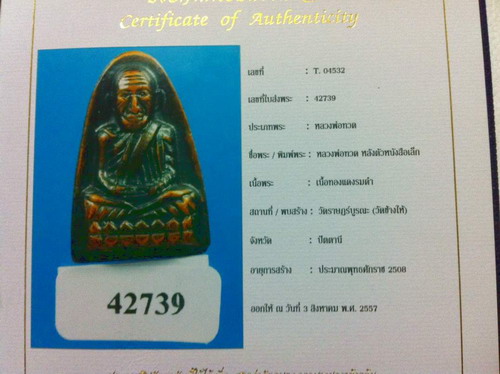 Certificate of Authenticity
เลขที่ : T. 04532
เลขที่ใบส่งพระ : 42739
ประเภทพระ : หลวงพ่อทวด
ชื่อพระ / พิมพ์พระ : หลวงพ่อทวด หลังตัวหนังสือเล็ก
เนื้อพระ : เนื้อทองแดงรมดำ
สถานที่ / พบสร้าง : วัดราษฎร์บูรณะ (วัดช้างให้)
จังหวัด : ปัตตานี
อายุการสร้าง : ประมาณพุทธศักราช 2508
ออกให้ ณ วันที่ 3 สิงหาคม พ.ศ. 2557
42739